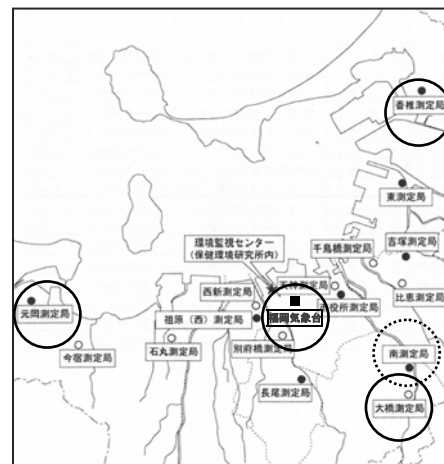 香椎測定局
東測定局
吉塚測定局
千鳥橋測定局
環境監視センター
(保健環境研究所内)
西新測定局
天神測定局
市役所測定局
比恵測定局
元岡測定局
祖原(西)測定局
福岡気象台
今宿測定局
石丸測定局
別府橋測定局
南測定局
長尾測定局
大橋測定局